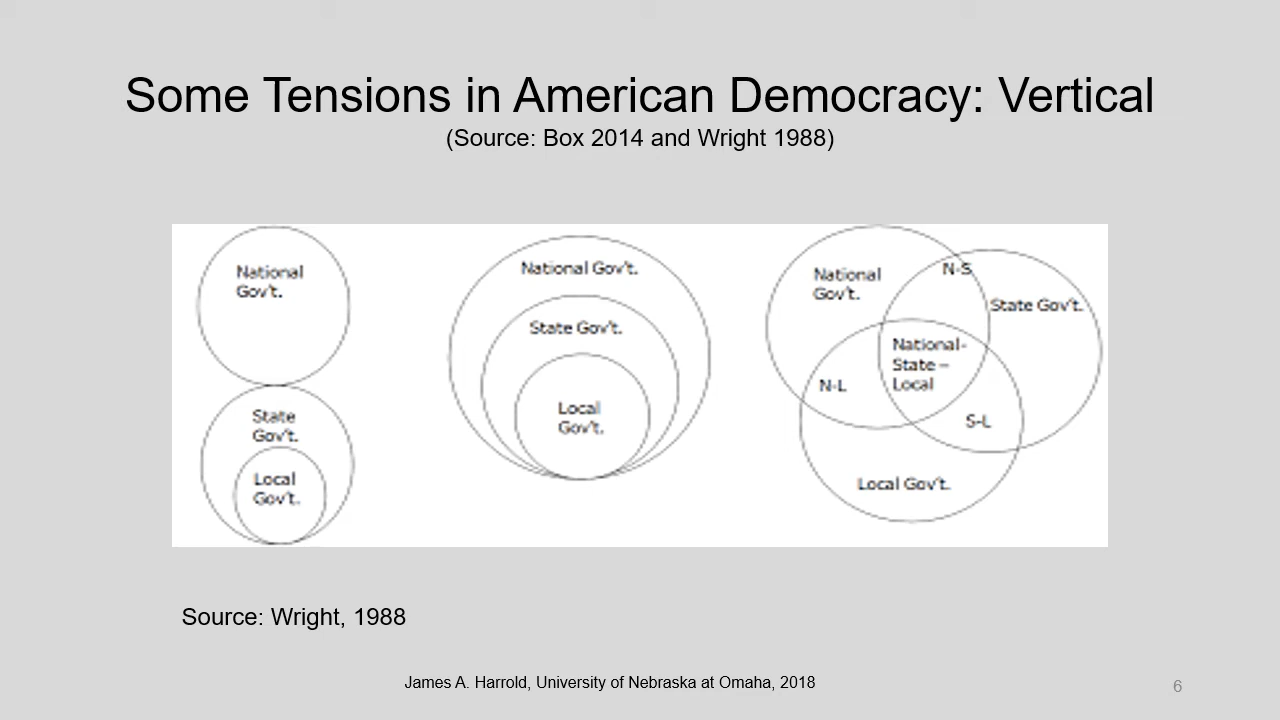 Some Tensions in American Democracy: Vertical
(Source: Box 2014 and Wright 1988)
National
Gov't.
State
Gov't.
Local
Gov't.
National Gov't.
State Gov't.
Local
Gov't.
National
Gov't.
N-S
State Gov't.
National-
State –
Local
N-L
S-L
Local Gov't.
Source: Wright, 1988
James A. Harrold, University of Nebraska at Omaha, 2018
6